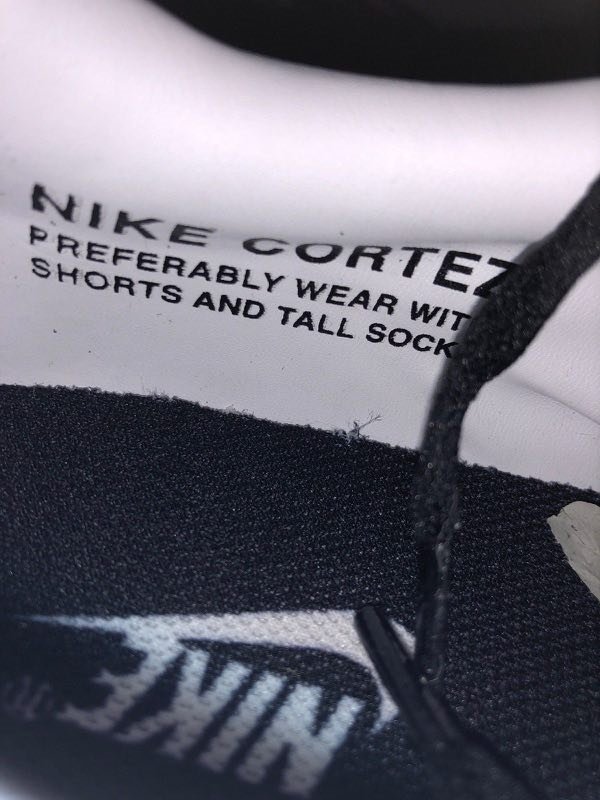 NIKE CORTEZ
PREFERABLY WEAR WIT
SHORTS AND TALL SOCK
NIKE